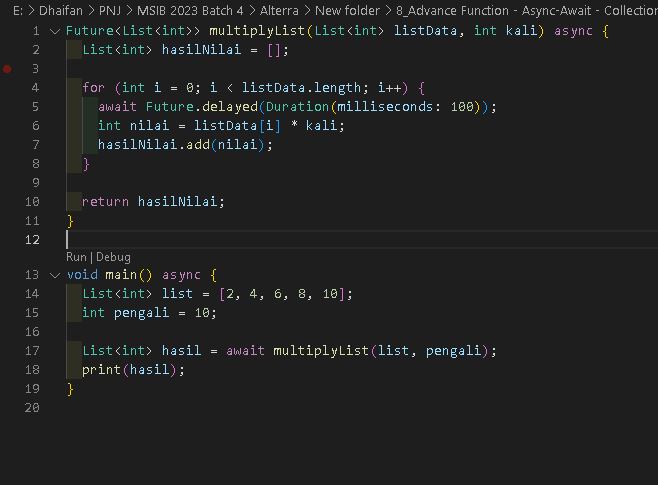 E: > Dhaifan > PNJ > MSIB 2023 Batch 4 > Alterra > New folder > 8_Advance Function - Async-Await - Collection
1 Future<List<int>> multiplyList(List<int> listData, int kali) async {
2   List<int> hasilNilai = [];
3
4   for (int i = 0; i < listData.length; i++) {
5     await Future.delayed(Duration(milliseconds: 100));
6     int nilai = listData[i] * kali;
7     hasilNilai.add(nilai);
8   }
9
10   return hasilNilai;
11 }
12
Run | Debug
13 void main() async {
14   List<int> list = [2, 4, 6, 8, 10];
15   int pengali = 10;
16
17   List<int> hasil = await multiplyList(list, pengali);
18   print(hasil);
19 }
20